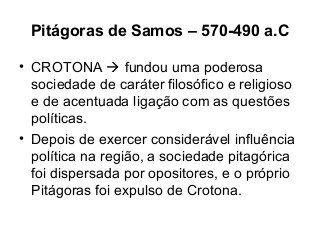 Pitágoras de Samos – 570-490 a.C
• CROTONA → fundou uma poderosa
sociedade de caráter filosófico e religioso
e de acentuada ligação com as questões
políticas.
• Depois de exercer considerável influência
política na região, a sociedade pitagórica
foi dispersada por opositores, e o próprio
Pitágoras foi expulso de Crotona.